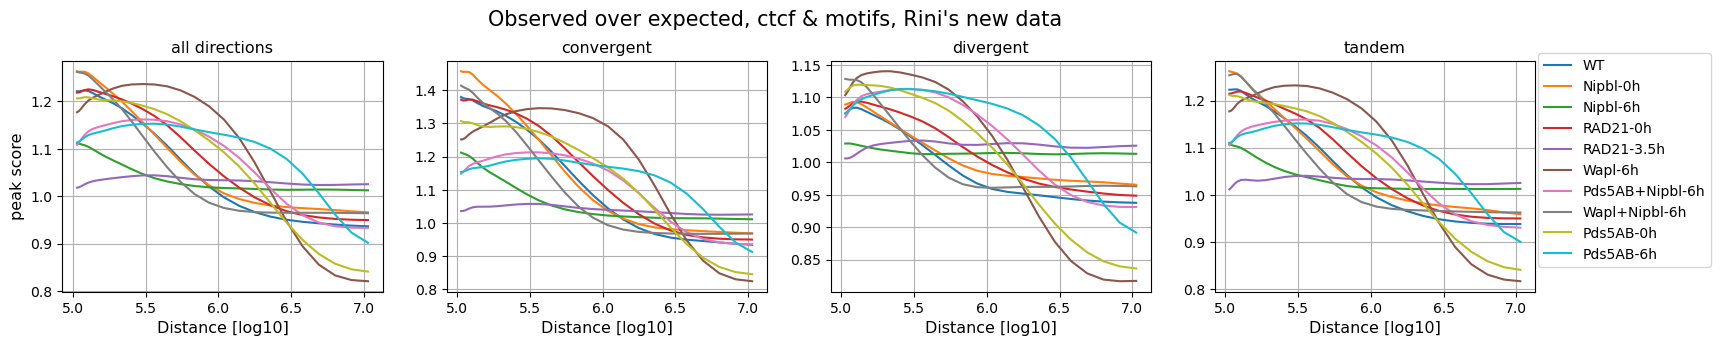 Observed over expected, ctcf & motifs, Rini's new data
all directions
convergent
divergent
tandem
peak score
1.2
1.1
1.0
0.9
0.8
5.0 5.5 6.0 6.5 7.0
Distance [log10]
1.4
1.3
1.2
1.1
1.0
0.9
0.8
5.0 5.5 6.0 6.5 7.0
Distance [log10]
1.15
1.10
1.05
1.00
0.95
0.90
0.85
5.0 5.5 6.0 6.5 7.0
Distance [log10]
1.2
1.1
1.0
0.9
0.8
5.0 5.5 6.0 6.5 7.0
Distance [log10]
WT
Nipbl-0h
Nipbl-6h
RAD21-0h
RAD21-3.5h
Wapl-6h
Pds5AB+Nipbl-6h
Wapl+Nipbl-6h
Pds5AB-0h
Pds5AB-6h